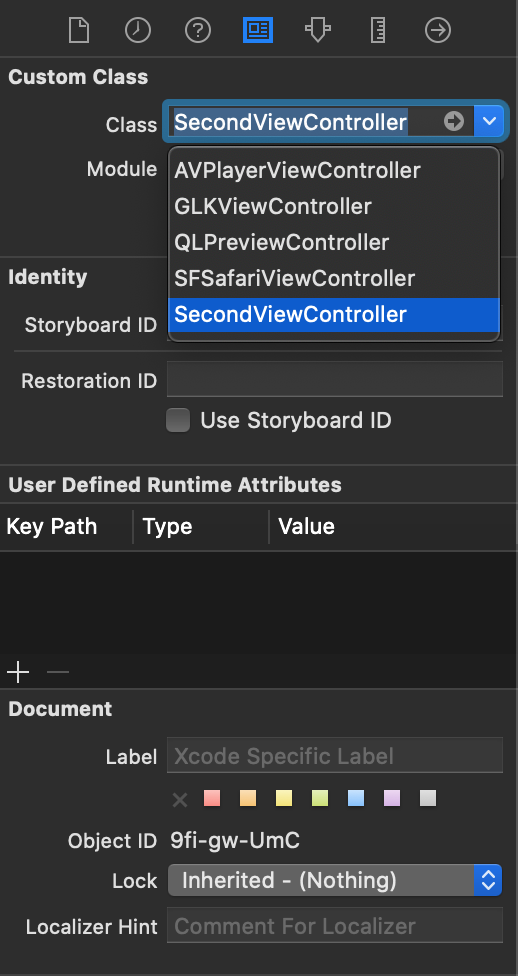 Custom Class
Class SecondViewController
Module
AVPlayerViewController
GLKViewController
QLPreviewController
SFSafariViewController
SecondViewController
Identity
Storyboard ID
Restoration ID
Use Storyboard ID
User Defined Runtime Attributes
Key Path Type Value
Document
Label Xcode Specific Label
Object ID 9fi-gw-UmC
Lock Inherited - (Nothing)
Localizer Hint Comment For Localizer